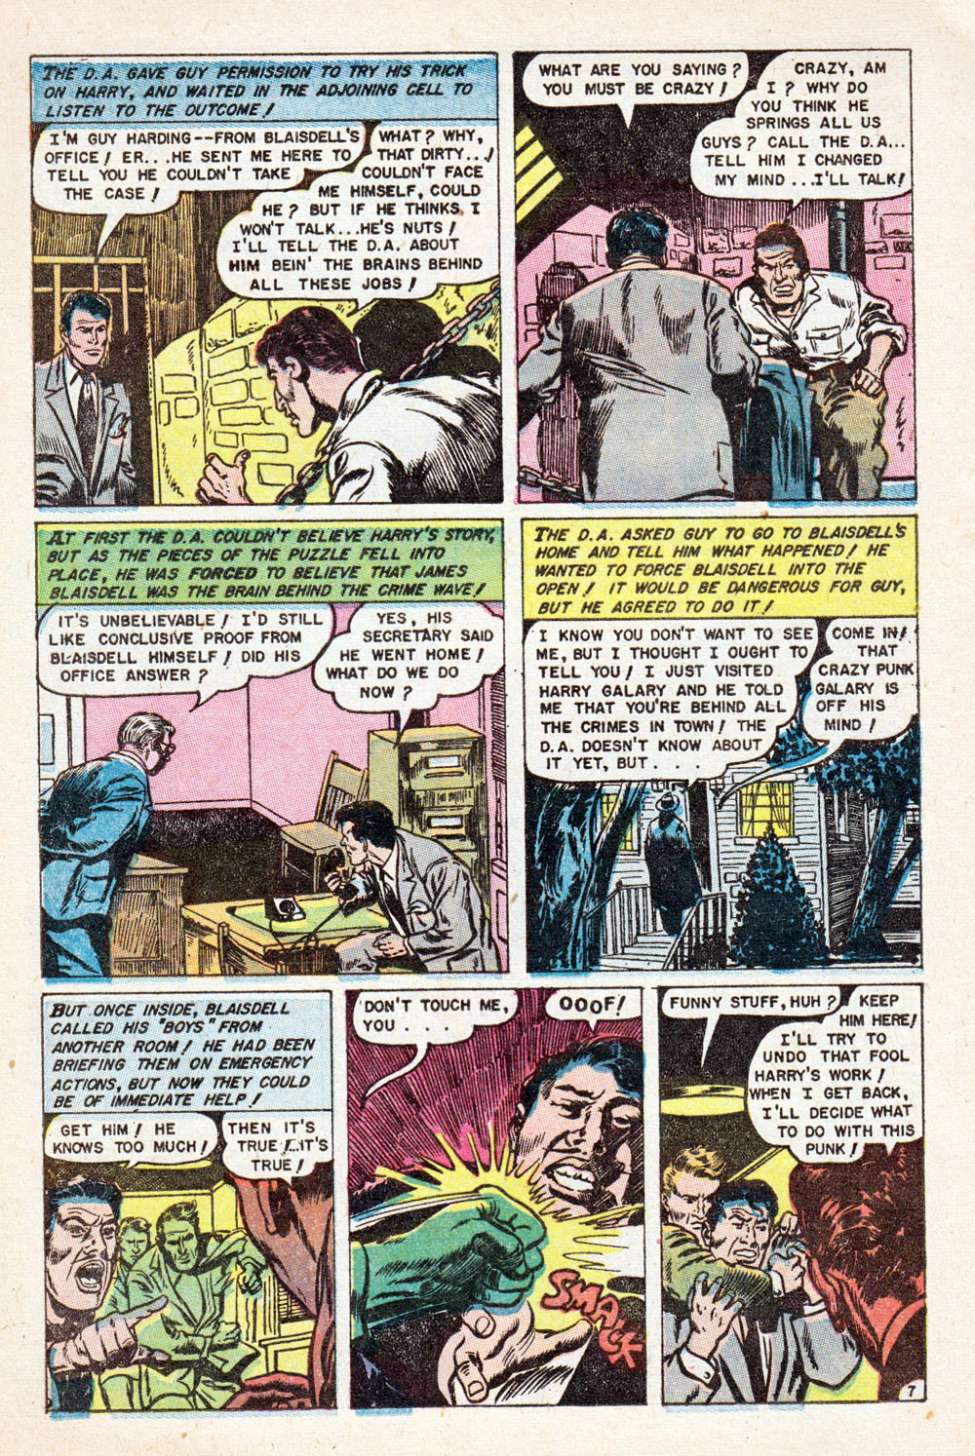 THE D.A. GAVE GUY PERMISSION TO TRY HIS TRICK
ON HARRY, AND WAITED IN THE ADJOINING CELL TO
LISTEN TO THE OUTCOME!
I'M GUY HARDING--FROM BLAISDELL'S
OFFICE! ER...HE SENT ME HERE TO
TELL YOU HE COULDN'T TAKE
THE CASE!
WHAT? WHY,
THAT DIRTY...!
COULDN'T FACE
ME HIMSELF, COULD
HE? BUT IF HE THINKS I
WON'T TALK...HE'S NUTS!
I'LL TELL THE D.A. ABOUT
HIM BEIN' THE BRAINS BEHIND
ALL THESE JOBS!
WHAT ARE YOU SAYING?
YOU MUST BE CRAZY!
CRAZY, AM
I? WHY DO
YOU THINK HE
SPRINGS ALL US
GUYS? CALL THE D.A...
TELL HIM I CHANGED
MY MIND...I'LL TALK!
AT FIRST THE D.A. COULDN'T BELIEVE HARRY'S STORY,
BUT AS THE PIECES OF THE PUZZLE FELL INTO
PLACE, HE WAS FORCED TO BELIEVE THAT JAMES
BLAISDELL WAS THE BRAIN BEHIND THE CRIME WAVE!
IT'S UNBELIEVABLE! I'D STILL
LIKE CONCLUSIVE PROOF FROM
BLAISDELL HIMSELF! DID HIS
OFFICE ANSWER?
YES, HIS
SECRETARY SAID
HE WENT HOME!
WHAT DO WE DO
NOW?
THE D.A. ASKED GUY TO GO TO BLAISDELL'S
HOME AND TELL HIM WHAT HAPPENED! HE
WANTED TO FORCE BLAISDELL INTO THE
OPEN! IT WOULD BE DANGEROUS FOR GUY,
BUT HE AGREED TO DO IT!
I KNOW YOU DON'T WANT TO SEE
ME, BUT I THOUGHT I OUGHT TO
TELL YOU! I JUST VISITED
HARRY GALARY AND HE TOLD
ME THAT YOU'RE BEHIND ALL
THE CRIMES IN TOWN! THE
D.A. DOESN'T KNOW ABOUT
IT YET, BUT . . .
COME IN!
THAT
CRAZY PUNK
GALARY IS
OFF HIS
MIND!
BUT ONCE INSIDE, BLAISDELL
CALLED HIS "BOYS" FROM
ANOTHER ROOM! HE HAD BEEN
BRIEFING THEM ON EMERGENCY
ACTIONS, BUT NOW THEY COULD
BE OF IMMEDIATE HELP!
GET HIM! HE
KNOWS TOO MUCH!
THEN IT'S
TRUE!...IT'S
TRUE!
DON'T TOUCH ME,
YOU . . .
OOOF!
SMACK
FUNNY STUFF, HUH?
KEEP
HIM HERE!
I'LL TRY TO
UNDO THAT FOOL
HARRY'S WORK!
WHEN I GET BACK,
I'LL DECIDE WHAT
TO DO WITH THIS
PUNK!
7